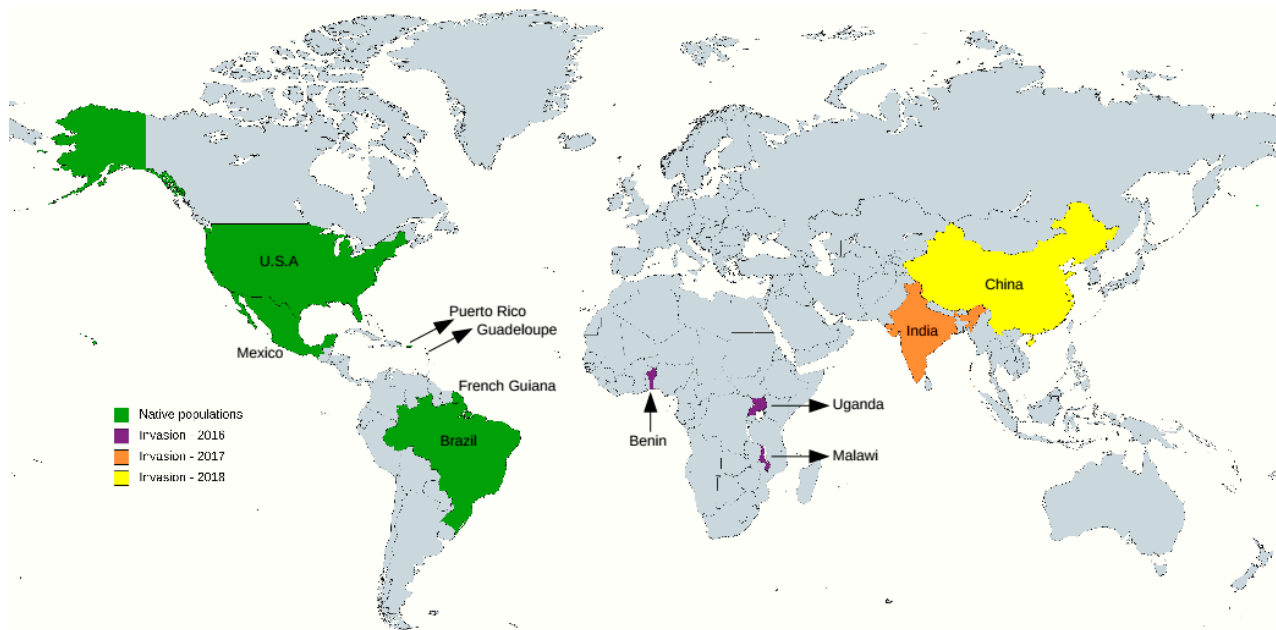 U.S.A
China
Puerto Rico
Guadeloupe
India
Mexico
French Guiana
Uganda
Native populations
Invasion - 2016
Benin
Brazil
Invasion - 2017
Malawi
Invasion - 2018